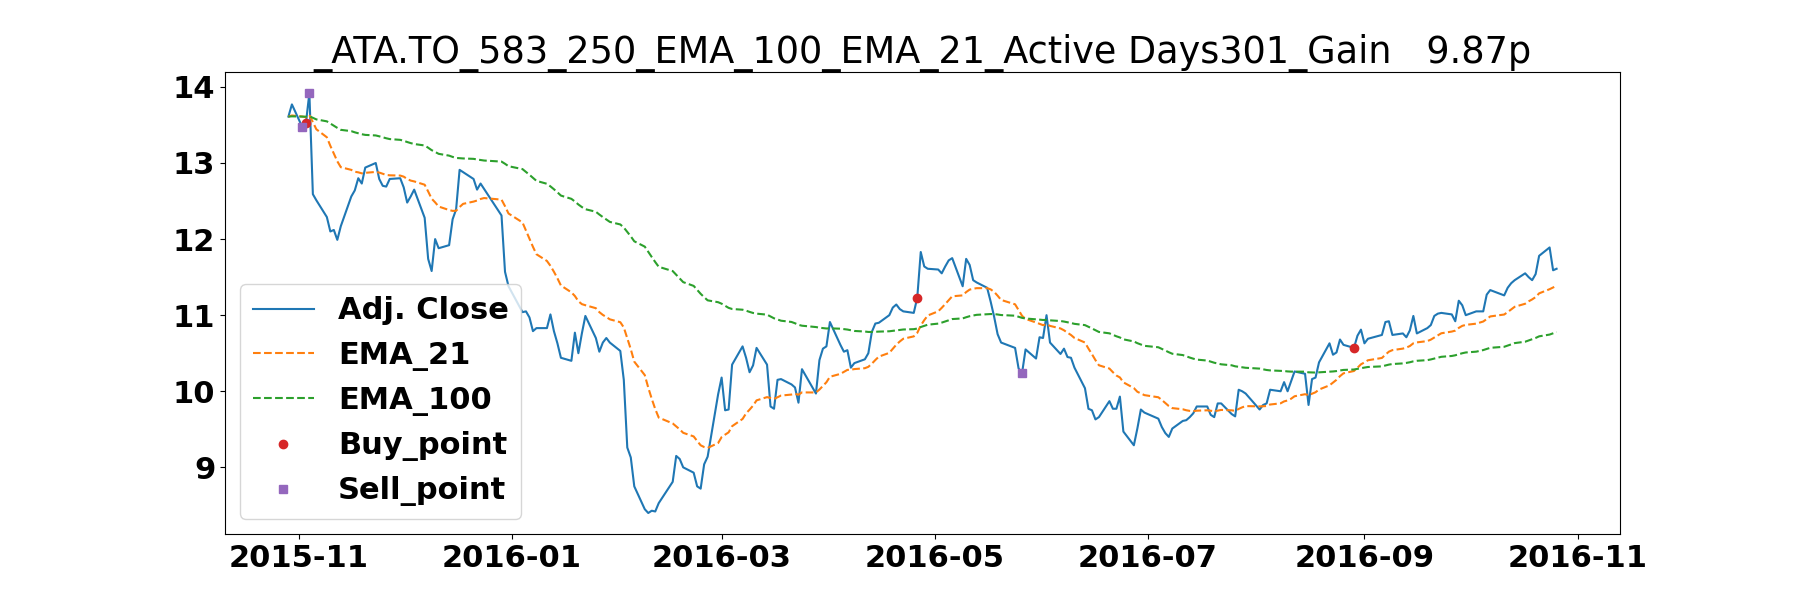 _ATA.TO_583_250_EMA_100_EMA_21_Active Days301_Gain   9.87p
14
13
12
11
10
9
Adj. Close
EMA_21
EMA_100
Buy_point
Sell_point
2015-11 2016-01 2016-03 2016-05 2016-07 2016-09 2016-11